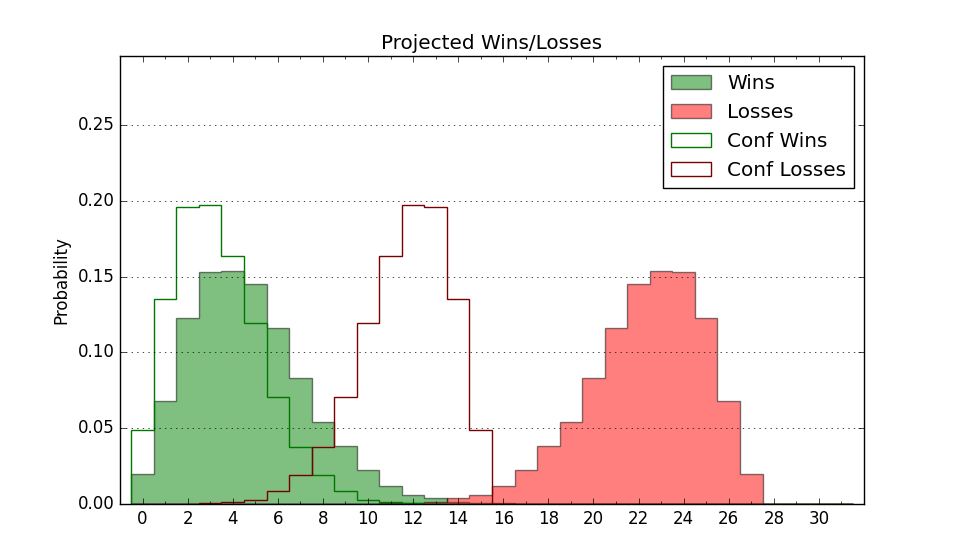 Projected Wins/Losses
Wins
Losses
Conf Wins
Conf Losses
Probability
0.25
0.20
0.15
0.10
0.05
0.00
0 2 4 6 8 10 12 14 16 18 20 22 24 26 28 30